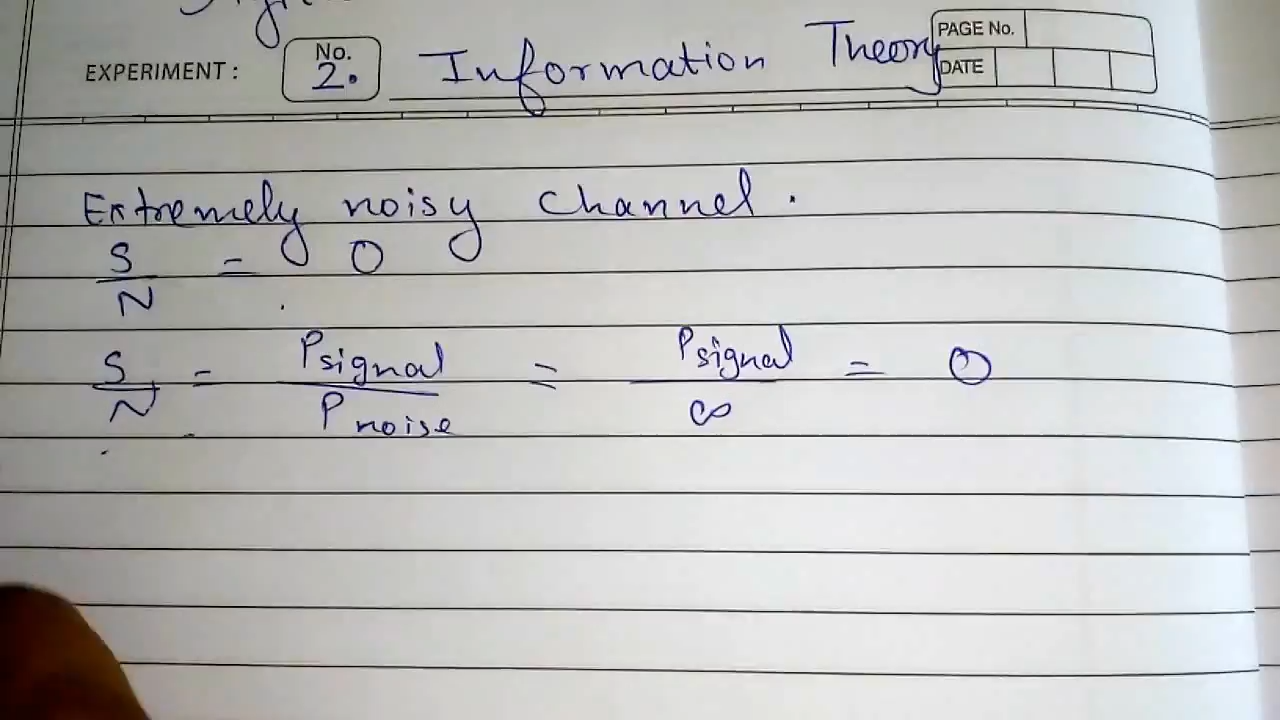 PAGE No.
EXPERIMENT : No. 2. Information Theory DATE
Extremely noisy channel.
S/N = 0
S/N = Psignal/Pnoise = Psignal/∞ = 0